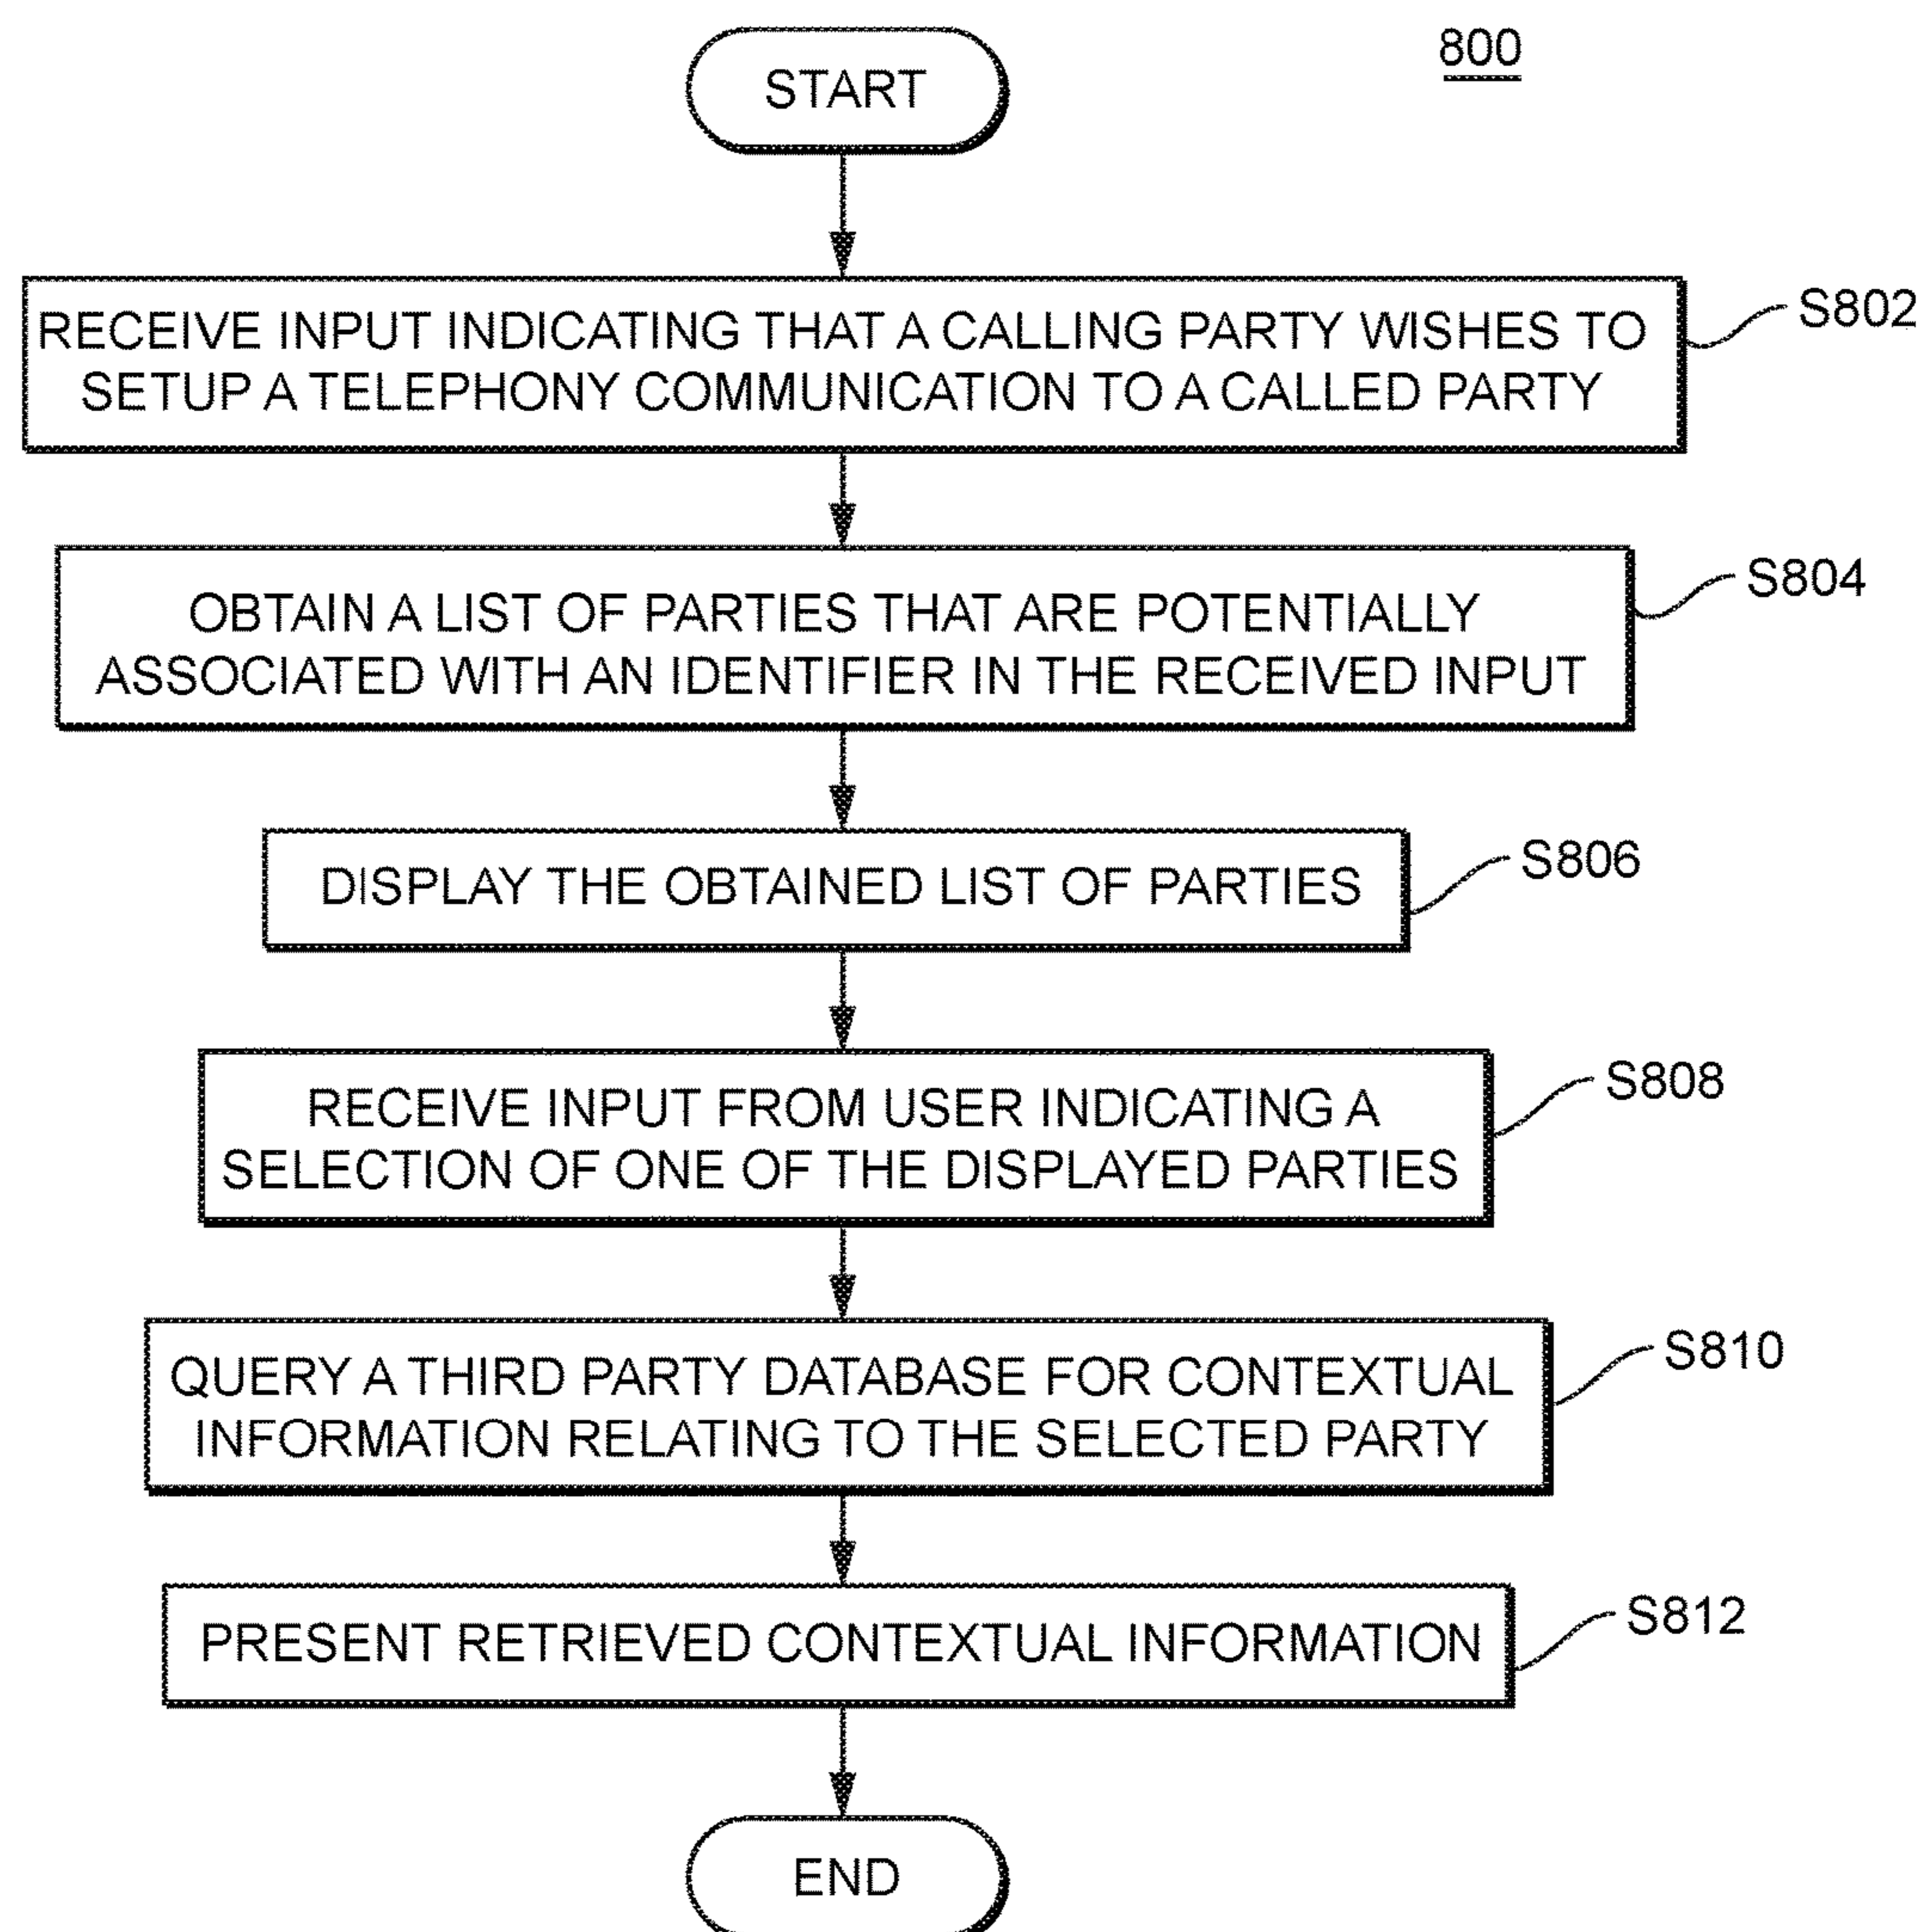 800
START
RECEIVE INPUT INDICATING THAT A CALLING PARTY WISHES TO
SETUP A TELEPHONY COMMUNICATION TO A CALLED PARTY
S802
OBTAIN A LIST OF PARTIES THAT ARE POTENTIALLY
ASSOCIATED WITH AN IDENTIFIER IN THE RECEIVED INPUT
S804
DISPLAY THE OBTAINED LIST OF PARTIES
S806
RECEIVE INPUT FROM USER INDICATING A
SELECTION OF ONE OF THE DISPLAYED PARTIES
S808
QUERY A THIRD PARTY DATABASE FOR CONTEXTUAL
INFORMATION RELATING TO THE SELECTED PARTY
S810
PRESENT RETRIEVED CONTEXTUAL INFORMATION
S812
END